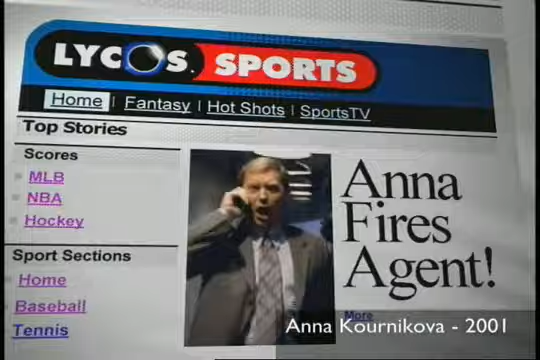 LYCOS. SPORTS
Home | Fantasy | Hot Shots | SportsTV
Top Stories
Scores
MLB
NBA
Hockey
Sport Sections
Home
Baseball
Tennis
Anna
Fires
Agent!
More
Anna Kournikova - 2001